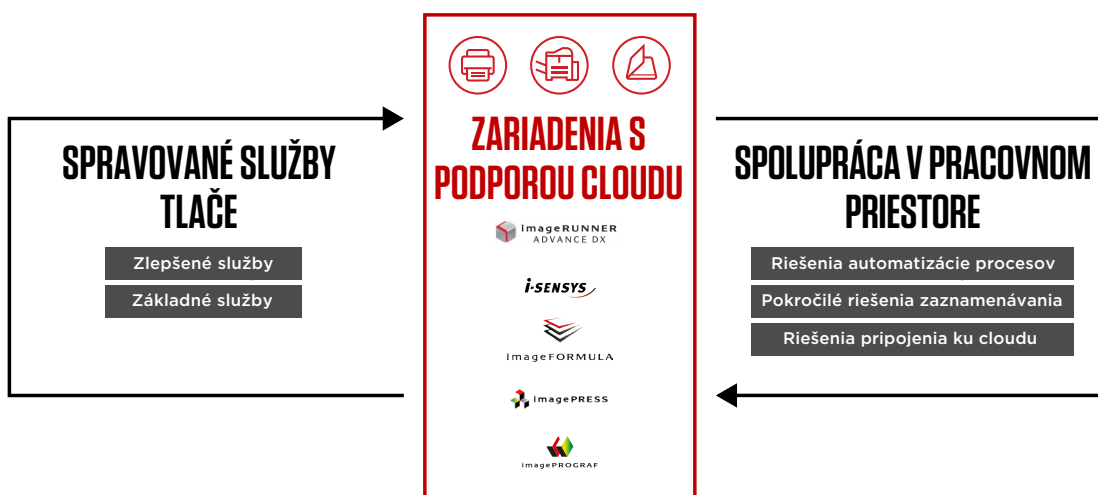 SPRAVOVANÉ SLUŽBY
TLAČE
Zlepšené služby
Základné služby
ZARIADENIA S
PODPOROU CLOUDU
imageRUNNER
ADVANCE DX
i-SENSYS
imageFORMULA
imagePRESS
imagePROGRAF
SPOLUPRÁCA V PRACOVNOM
PRIESTORE
Riešenia automatizácie procesov
Pokročilé riešenia zaznamenávania
Riešenia pripojenia ku cloudu